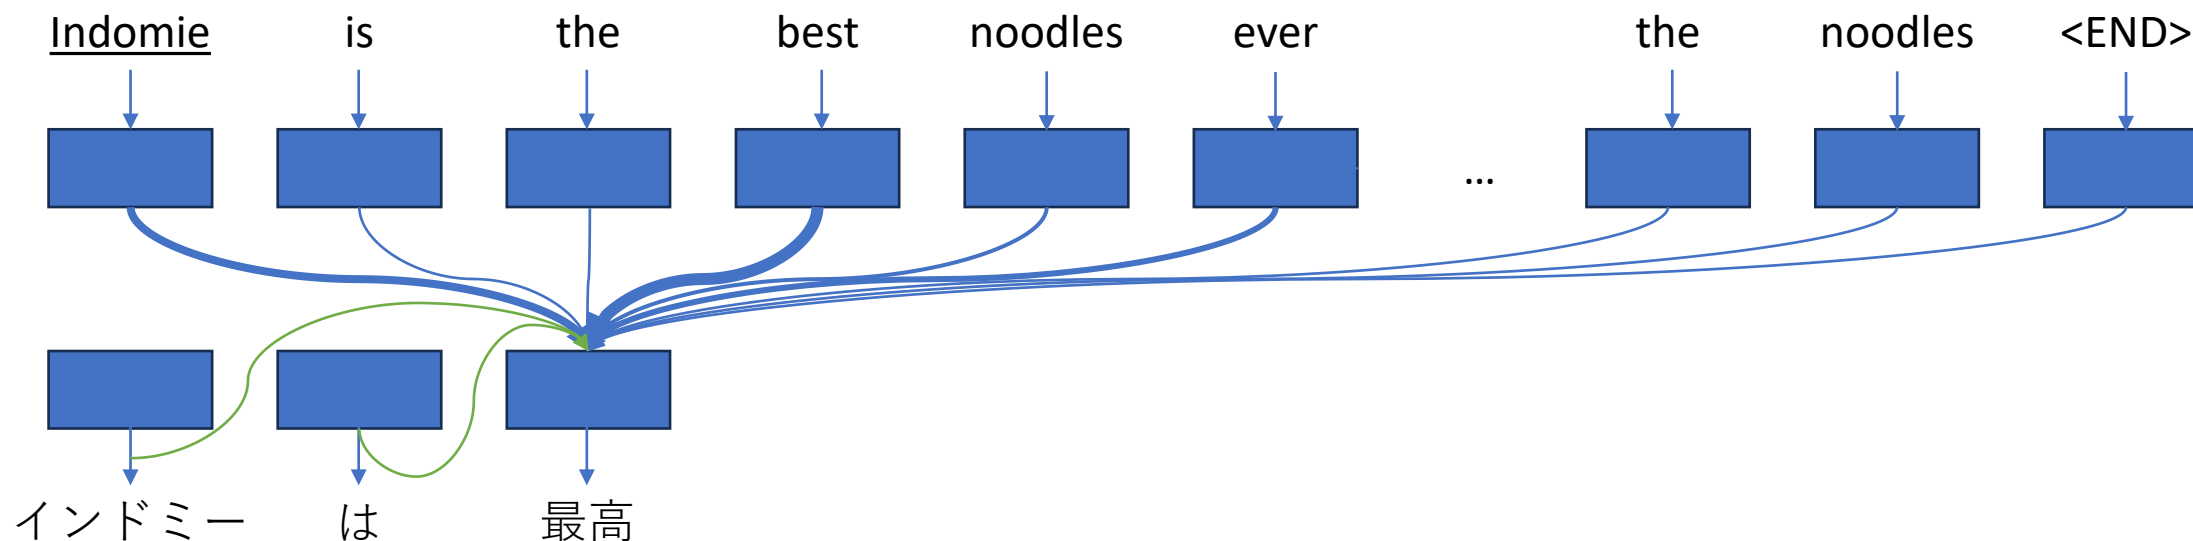 Indomie is the best noodles ever the noodles <END>
...
インドミー は 最高